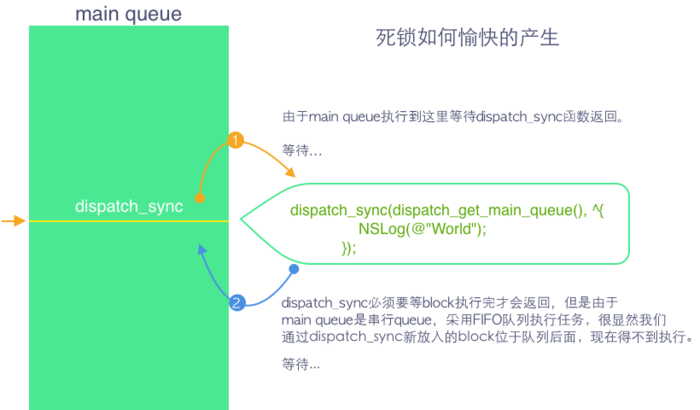 main queue
死锁如何愉快的产生
由于main queue执行到这里等待dispatch_sync函数返回。
1
等待...
dispatch_sync
dispatch_sync(dispatch_get_main_queue(), ^{
NSLog(@"World");
});
2
dispatch_sync必须要等block执行完才会返回，但是由于
main queue是串行queue，采用FIFO队列执行任务，很显然我们
通过dispatch_sync新放入的block位于队列后面，现在得不到执行。
等待...